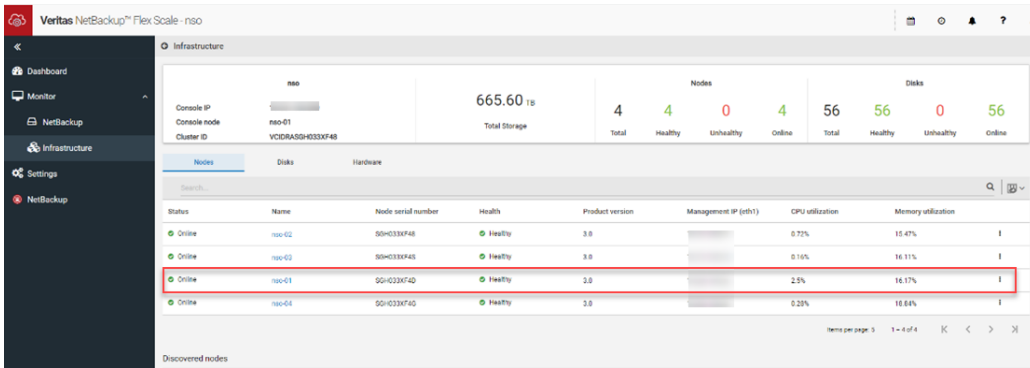 Veritas NetBackup™ Flex Scale - nso
?
Infrastructure
Dashboard
Monitor
NetBackup
Infrastructure
Settings
NetBackup
nso
Console IP
Console node nso-01
Cluster ID VCIDRASGH033XF48
665.60 TB
Total Storage
Nodes
4 4 0 4
Total Healthy Unhealthy Online
Disks
56 56 0 56
Total Healthy Unhealthy Online
Nodes Disks Hardware
Search...
Status Name Node serial number Health Product version Management IP (eth1) CPU utilization Memory utilization
Online nso-02 Healthy 3.0 0.72% 15.47%
Online nso-03 Healthy 3.0 0.16% 16.11%
Online nso-01 SGH033XF4D Healthy 3.0 2.5% 16.17%
Online nso-04 Healthy 3.0 0.28% 18.84%
Items per page: 5 1 – 4 of 4
Discovered nodes